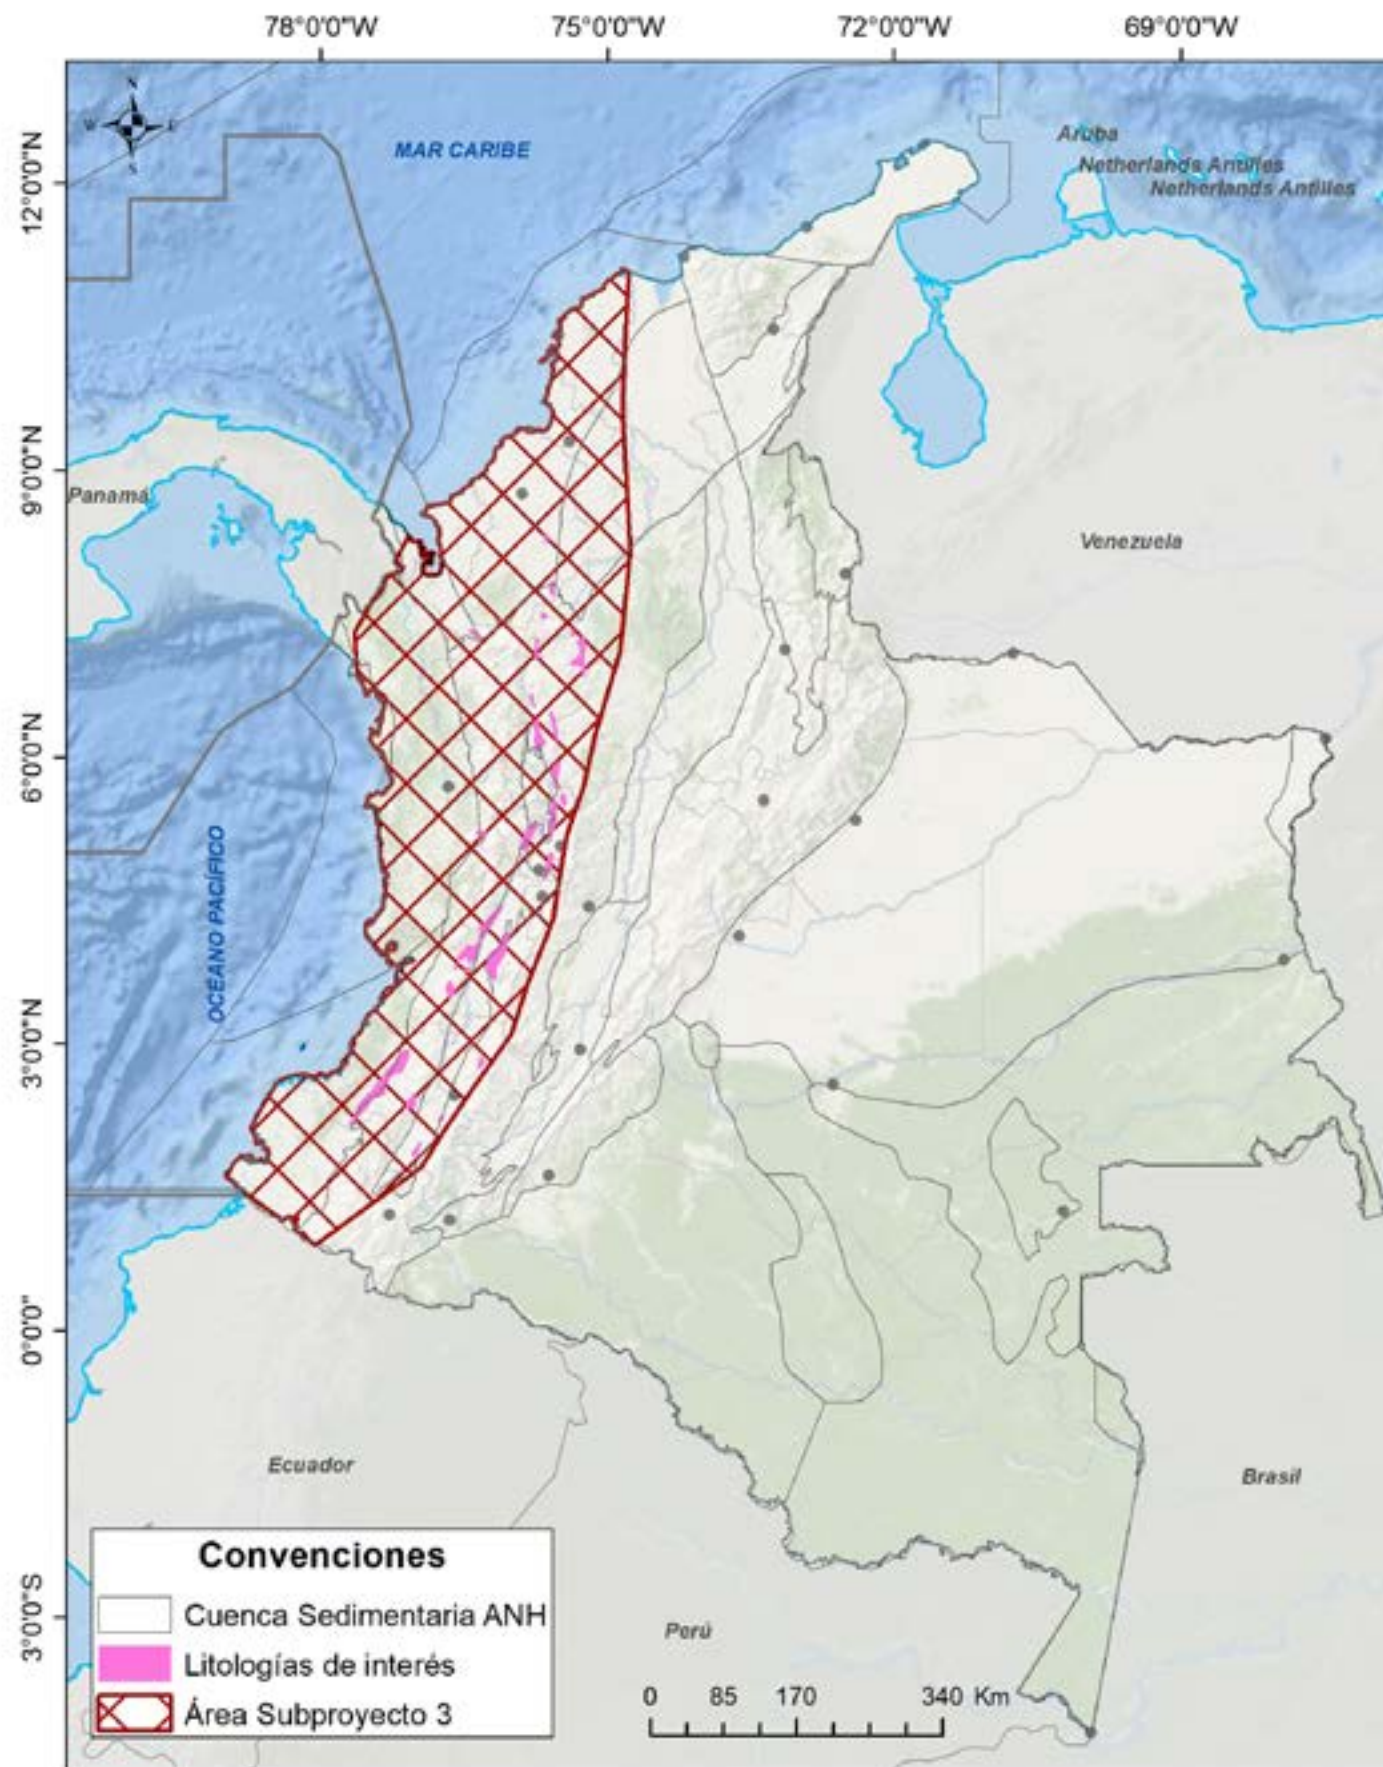 78°0'0"W 75°0'0"W 72°0'0"W 69°0'0"W
N
W E
S
12°0'0"N
9°0'0"N
6°0'0"N
3°0'0"N
0°0'0"
3°0'0"S
MAR CARIBE
Aruba
Netherlands Antilles
Netherlands Antilles
Panamá
Venezuela
OCEANO PACÍFICO
Ecuador
Brasil
Perú
Convenciones
Cuenca Sedimentaria ANH
Litologías de interés
Área Subproyecto 3
0 85 170 340 Km